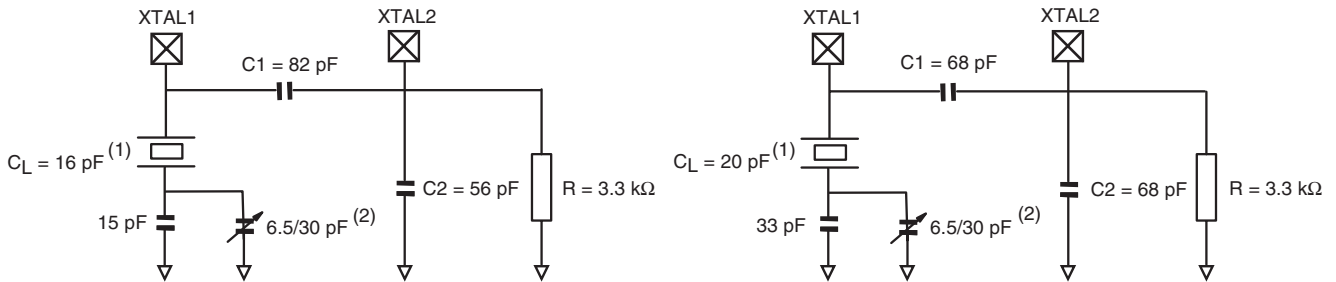 XTAL1
XTAL2
C1 = 82 pF
C_L = 16 pF (1)
C2 = 56 pF
R = 3.3 kΩ
15 pF
6.5/30 pF (2)
XTAL1
XTAL2
C1 = 68 pF
C_L = 20 pF (1)
C2 = 68 pF
R = 3.3 kΩ
33 pF
6.5/30 pF (2)